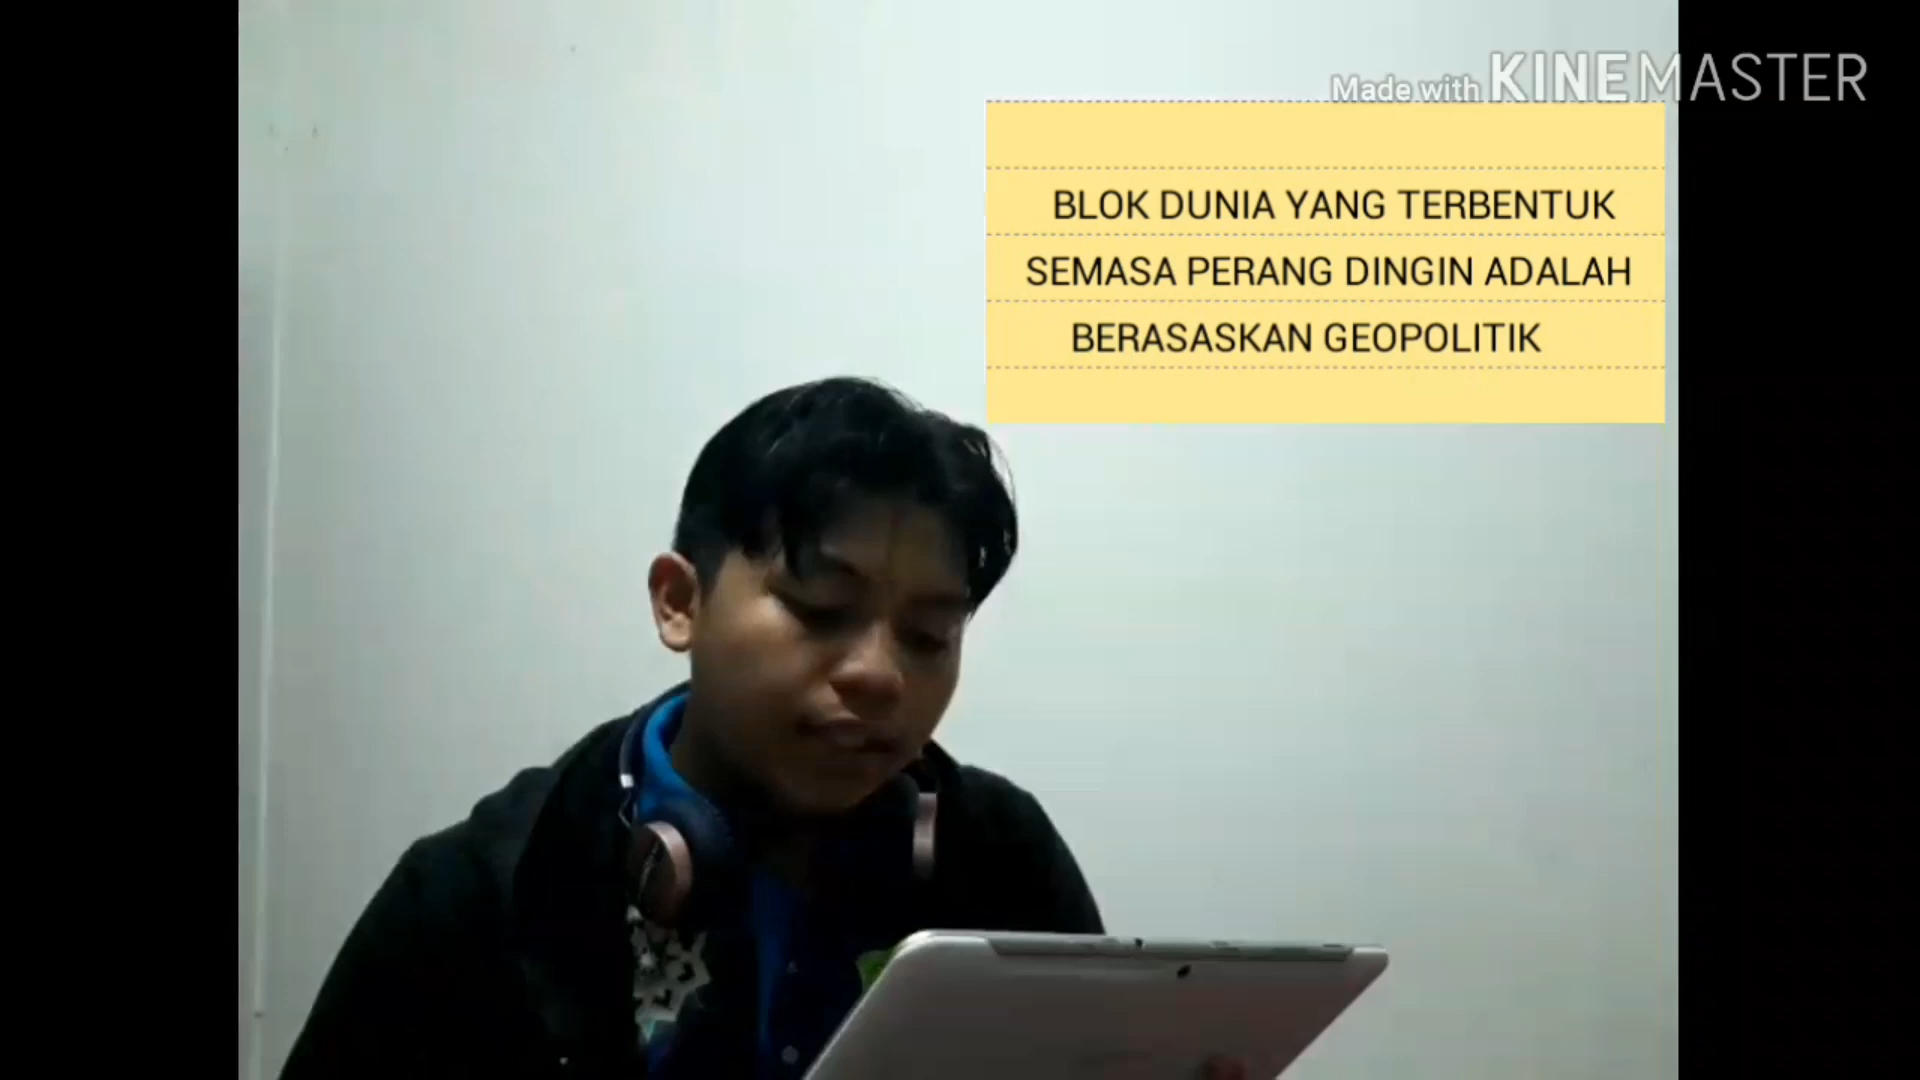 Made with KINEMASTER
BLOK DUNIA YANG TERBENTUK
SEMASA PERANG DINGIN ADALAH
BERASASKAN GEOPOLITIK